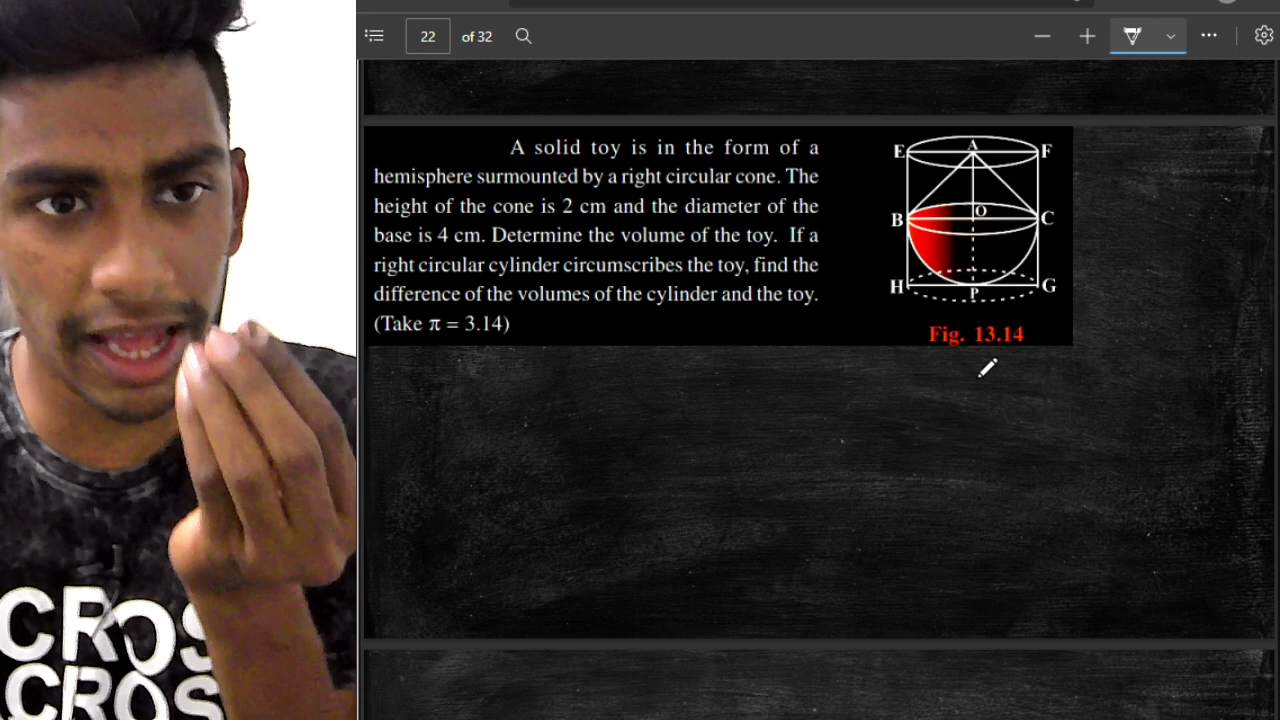 22 of 32
A solid toy is in the form of a
hemisphere surmounted by a right circular cone. The
height of the cone is 2 cm and the diameter of the
base is 4 cm. Determine the volume of the toy. If a
right circular cylinder circumscribes the toy, find the
difference of the volumes of the cylinder and the toy.
(Take π = 3.14)
E A F
B O C
H P G
Fig. 13.14
CROS
CROS